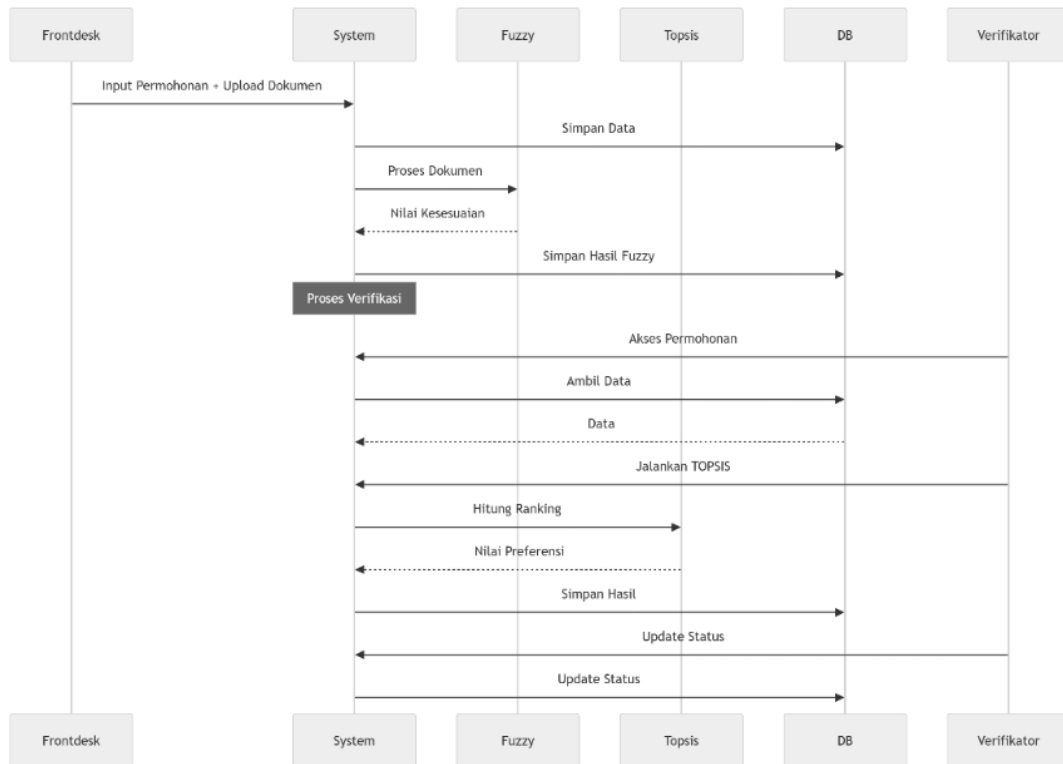 Frontdesk
System
Fuzzy
Topsis
DB
Verifikator
Input Permohonan + Upload Dokumen
Simpan Data
Proses Dokumen
Nilai Kesesuaian
Simpan Hasil Fuzzy
Proses Verifikasi
Akses Permohonan
Ambil Data
Data
Jalankan TOPSIS
Hitung Ranking
Nilai Preferensi
Simpan Hasil
Update Status
Update Status
Frontdesk
System
Fuzzy
Topsis
DB
Verifikator